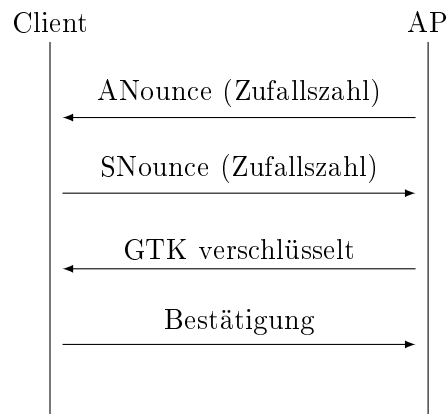 Client AP
ANounce (Zufallszahl)
SNounce (Zufallszahl)
GTK verschlüsselt
Bestätigung